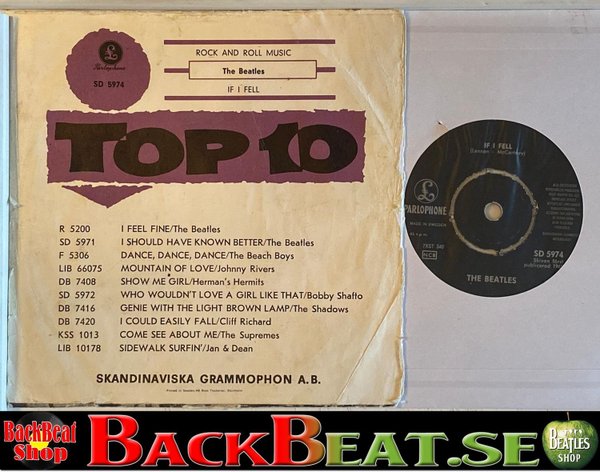 Parlophone
SD 5974
ROCK AND ROLL MUSIC
The Beatles
IF I FELL
TOP 10
R 5200 I FEEL FINE/The Beatles
SD 5971 I SHOULD HAVE KNOWN BETTER/The Beatles
F 5306 DANCE, DANCE, DANCE/The Beach Boys
LIB 66075 MOUNTAIN OF LOVE/Johnny Rivers
DB 7408 SHOW ME GIRL/Herman's Hermits
SD 5972 WHO WOULDN'T LOVE A GIRL LIKE THAT/Bobby Shafto
DB 7416 GENIE WITH THE LIGHT BROWN LAMP/The Shadows
DB 7420 I COULD EASILY FALL/Cliff Richard
KSS 1013 COME SEE ABOUT ME/The Supremes
LIB 10178 SIDEWALK SURFIN'/Jan & Dean
SKANDINAVISKA GRAMMOPHON A.B.
IF I FELL
(Lennon - McCartney)
PARLOPHONE
MADE IN SWEDEN
45 r.p.m.
7XST 340
NCB
SD 5974
THE BEATLES
BackBeat
Shop
BACKBEAT.SE
BEATLES
SHOP